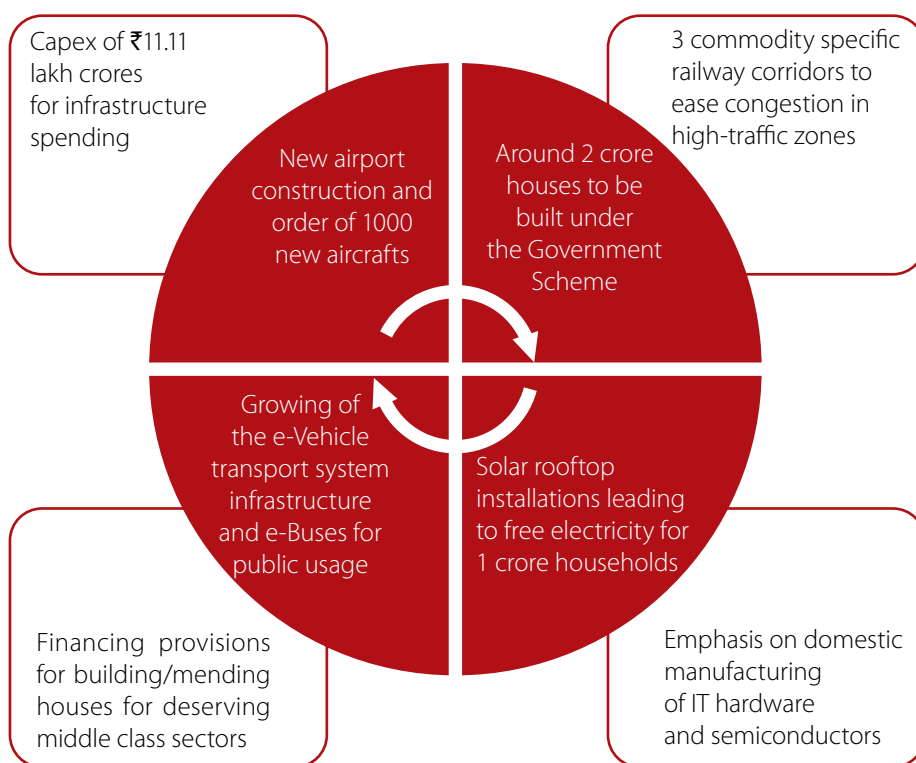 Capex of ₹11.11
lakh crores
for infrastructure
spending
3 commodity specific
railway corridors to
ease congestion in
high-traffic zones
New airport
construction and
order of 1000
new aircrafts
Around 2 crore
houses to be
built under
the Government
Scheme
Growing of
the e-Vehicle
transport system
infrastructure
and e-Buses for
public usage
Solar rooftop
installations leading
to free electricity for
1 crore households
Financing provisions
for building/mending
houses for deserving
middle class sectors
Emphasis on domestic
manufacturing
of IT hardware
and semiconductors